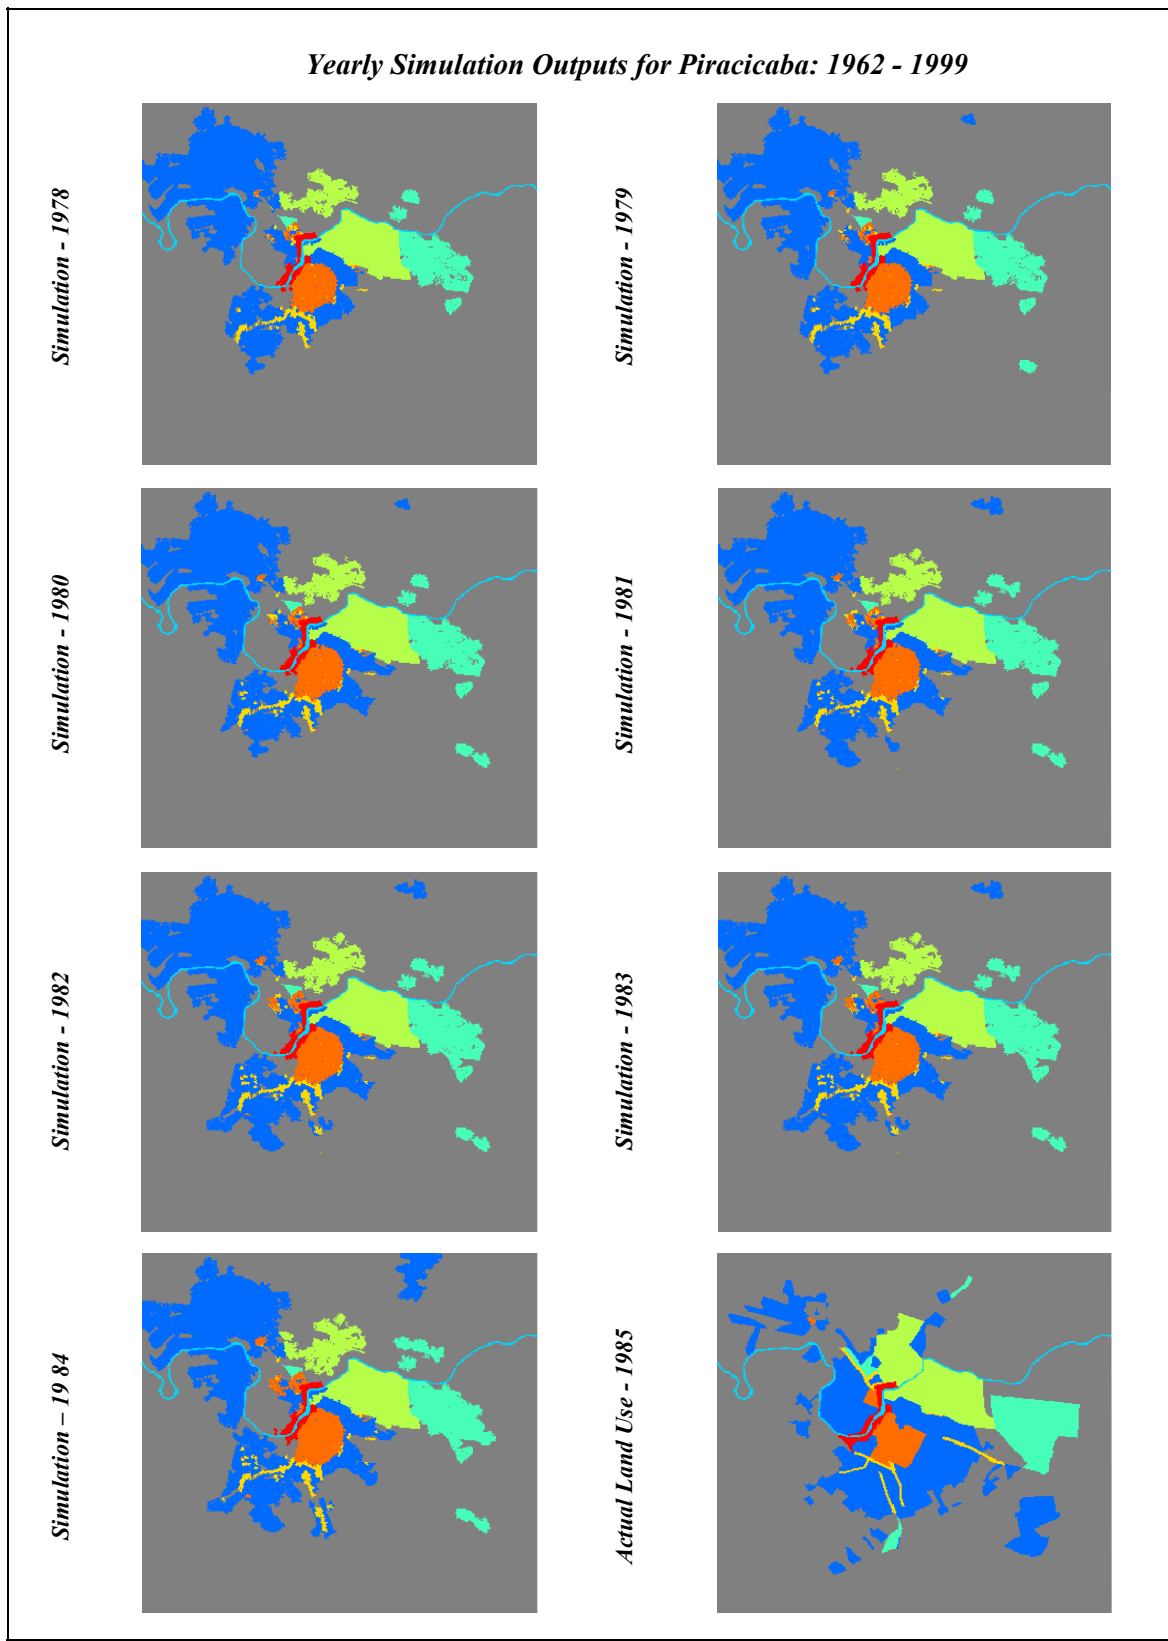 Yearly Simulation Outputs for Piracicaba: 1962 - 1999
Simulation - 1978
Simulation - 1979
Simulation - 1980
Simulation - 1981
Simulation - 1982
Simulation - 1983
Simulation – 19 84
Actual Land Use - 1985